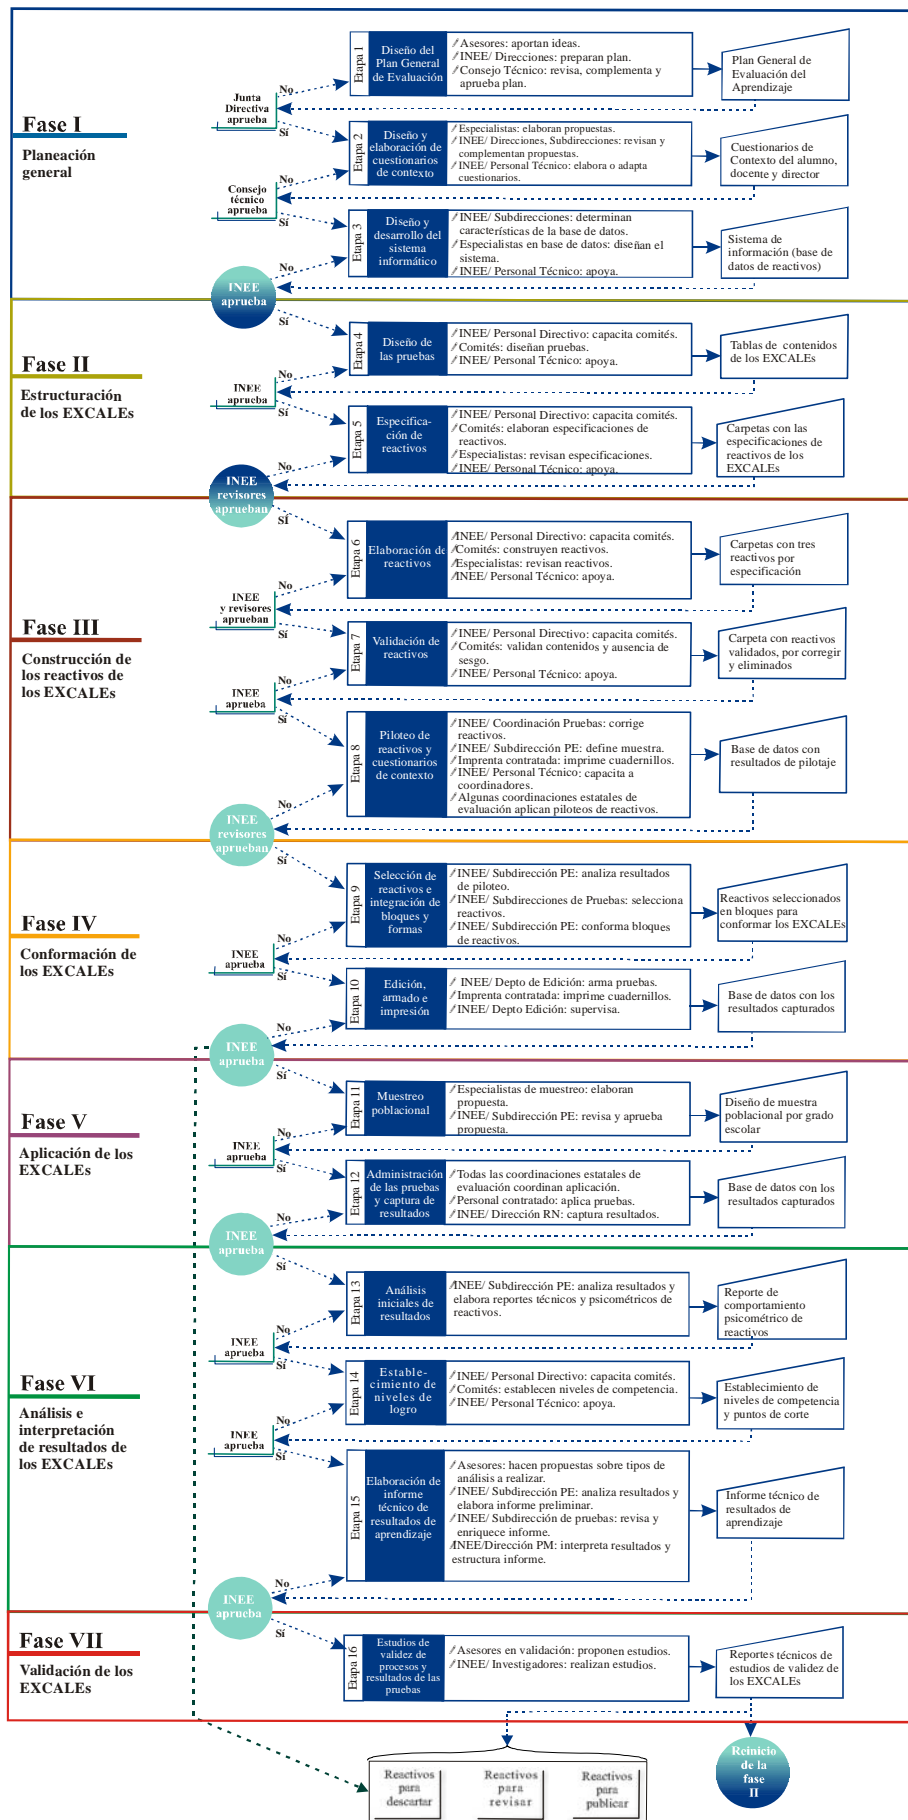 Fase I
Planeación
general
Junta
Directiva
aprueba
No
Sí
Etapa 1
Diseño del
Plan General
de Evaluación
Asesores: aportan ideas.
INEE/ Direcciones: preparan plan.
Consejo Técnico: revisa, complementa y
aprueba plan.
Plan General de
Evaluación del
Aprendizaje
Etapa 2
Diseño y
elaboración de
cuestionarios
de contexto
Especialistas: elaboran propuestas.
INEE/ Direcciones, Subdirecciones: revisan y
complementan propuestas.
INEE/ Personal Técnico: elabora o adapta
cuestionarios.
Cuestionarios de
Contexto del alumno,
docente y director
Consejo
técnico
aprueba
No
Sí
Etapa 3
Diseño y
desarrollo del
sistema
informático
INEE/ Subdirecciones: determinan
características de la base de datos.
Especialistas en base de datos: diseñan el
sistema.
INEE/ Personal Técnico: apoya.
Sistema de
información (base
de datos de reactivos)
INEE
aprueba
No
Sí
Fase II
Estructuración
de los EXCALEs
Etapa 4
Diseño de
las pruebas
INEE/ Personal Directivo: capacita comités.
Comités: diseñan pruebas.
INEE/ Personal Técnico: apoya.
Tablas de contenidos
de los EXCALEs
INEE
aprueba
No
Sí
Etapa 5
Especifica-
ción de
reactivos
INEE/ Personal Directivo: capacita comités.
Comités: elaboran especificaciones de
reactivos.
Especialistas: revisan especificaciones.
INEE/ Personal Técnico: apoya.
Carpetas con las
especificaciones de
reactivos de los
EXCALEs
INEE
revisores
aprueban
No
Sí
Fase III
Construcción de
los reactivos de
los EXCALEs
Etapa 6
Elaboración de
reactivos
INEE/ Personal Directivo: capacita comités.
Comités: construyen reactivos.
Especialistas: revisan reactivos.
INEE/ Personal Técnico: apoya.
Carpetas con tres
reactivos por
especificación
INEE
y revisores
aprueban
No
Sí
Etapa 7
Validación de
reactivos
INEE/ Personal Directivo: capacita comités.
Comités: validan contenidos y ausencia de
sesgo.
INEE/ Personal Técnico: apoya.
Carpeta con reactivos
validados, por corregir
y eliminados
INEE
aprueba
No
Sí
Etapa 8
Piloteo de
reactivos y
cuestionarios
de contexto
INEE/ Coordinación Pruebas: corrige
reactivos.
INEE/ Subdirección PE: define muestra.
Imprenta contratada: imprime cuadernillos.
INEE/ Personal Técnico: capacita a
coordinadores.
Algunas coordinaciones estatales de
evaluación aplican piloteos de reactivos.
Base de datos con
resultados de pilotaje
INEE
revisores
aprueban
No
Sí
Fase IV
Conformación de
los EXCALEs
Etapa 9
Selección de
reactivos e
integración de
bloques y
formas
INEE/ Subdirección PE: analiza resultados
de piloteo.
INEE/ Subdirecciones de Pruebas: selecciona
reactivos.
INEE/ Subdirección PE: conforma bloques
de reactivos.
Reactivos seleccionados
en bloques para
conformar los EXCALEs
INEE
aprueba
No
Sí
Etapa 10
Edición,
armado e
impresión
INEE/ Depto de Edición: arma pruebas.
Imprenta contratada: imprime cuadernillos.
INEE/ Depto Edición: supervisa.
Base de datos con los
resultados capturados
INEE
aprueba
No
Sí
Fase V
Aplicación de los
EXCALEs
Etapa 11
Muestreo
poblacional
Especialistas de muestreo: elaboran
propuesta.
INEE/ Subdirección PE: revisa y aprueba
propuesta.
Diseño de muestra
poblacional por grado
escolar
INEE
aprueba
No
Sí
Etapa 12
Administración
de las pruebas
y captura de
resultados
Todas las coordinaciones estatales de
evaluación coordinan aplicación.
Personal contratado: aplica pruebas.
INEE/ Dirección RN: captura resultados.
Base de datos con los
resultados capturados
INEE
aprueba
No
Sí
Fase VI
Análisis e
interpretación
de resultados de
los EXCALEs
Etapa 13
Análisis
iniciales de
resultados
INEE/ Subdirección PE: analiza resultados y
elabora reportes técnicos y psicométricos de
reactivos.
Reporte de
comportamiento
psicométrico de
reactivos
INEE
aprueba
No
Sí
Etapa 14
Estable-
cimiento de
niveles de
logro
INEE/ Personal Directivo: capacita comités.
Comités: establecen niveles de competencia.
INEE/ Personal Técnico: apoya.
Establecimiento de
niveles de competencia
y puntos de corte
INEE
aprueba
No
Sí
Etapa 15
Elaboración de
informe
técnico de
resultados de
aprendizaje
Asesores: hacen propuestas sobre tipos de
análisis a realizar.
INEE/ Subdirección PE: analiza resultados y
elabora informe preliminar.
INEE/ Subdirección de pruebas: revisa y
enriquece informe.
INEE/Dirección PM: interpreta resultados y
estructura informe.
Informe técnico de
resultados de
aprendizaje
INEE
aprueba
No
Sí
Fase VII
Validación de los
EXCALEs
Etapa 16
Estudios de
validez de
procesos y
resultados de las
pruebas
Asesores en validación: proponen estudios.
INEE/ Investigadores: realizan estudios.
Reportes técnicos de
estudios de validez de
los EXCALEs
Reactivos
para
descartar
Reactivos
para
revisar
Reactivos
para
publicar
Reinicio
de la
fase
II